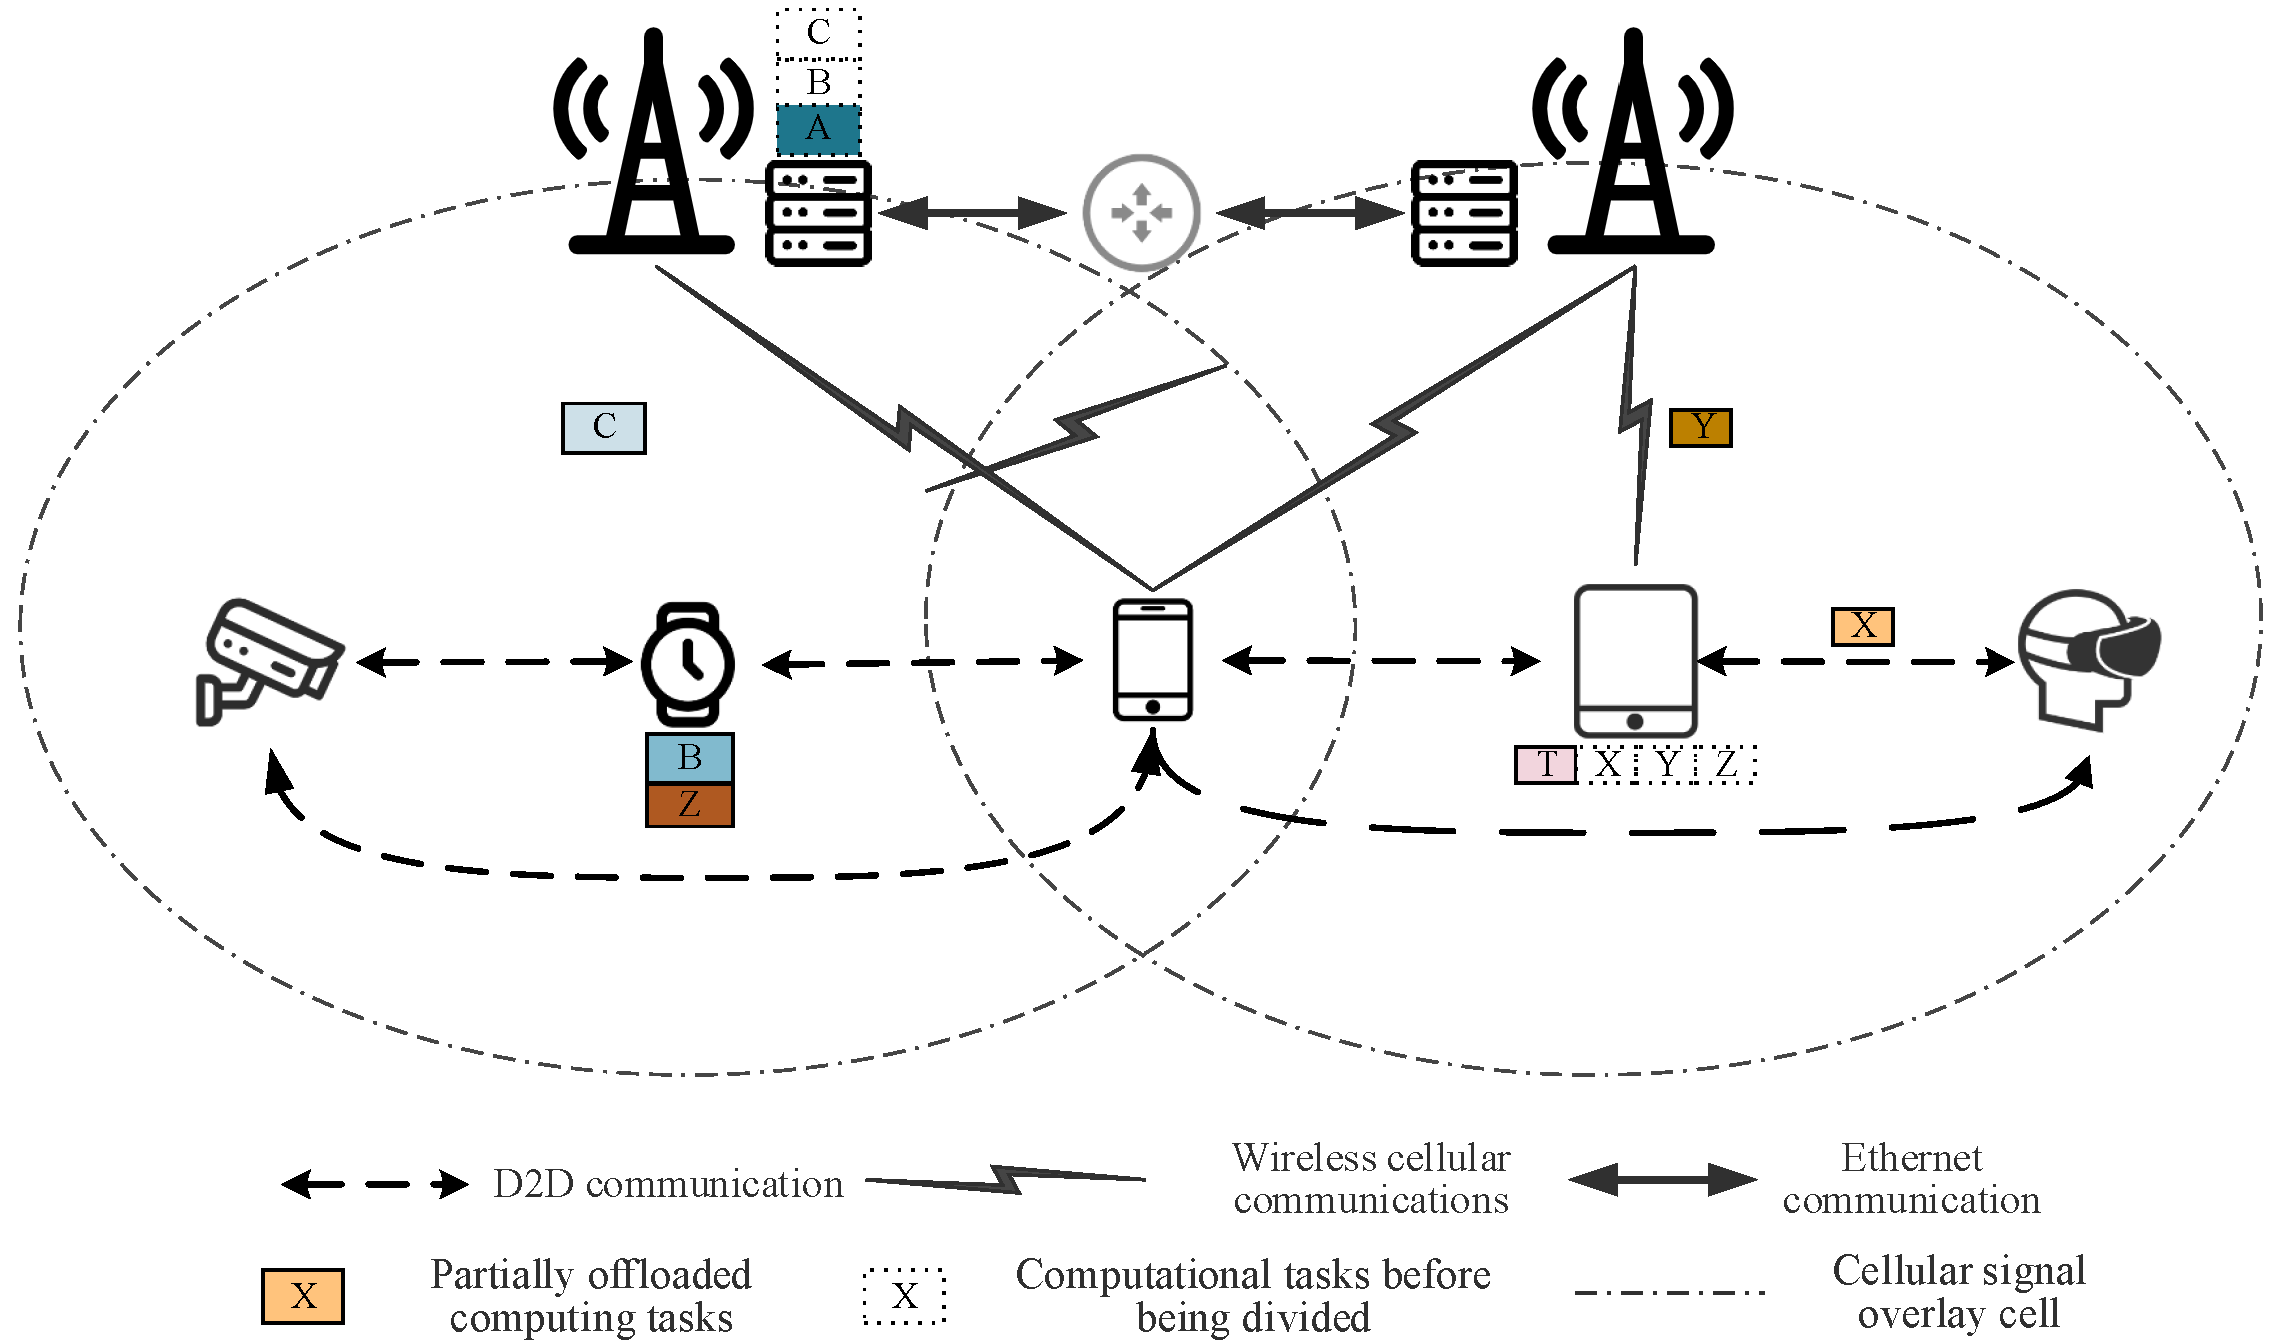 C
B
A
C
Y
X
B
Z
T X Y Z
D2D communication
Wireless cellular
communications
Ethernet
communication
X
Partially offloaded
computing tasks
X
Computational tasks before
being divided
Cellular signal
overlay cell